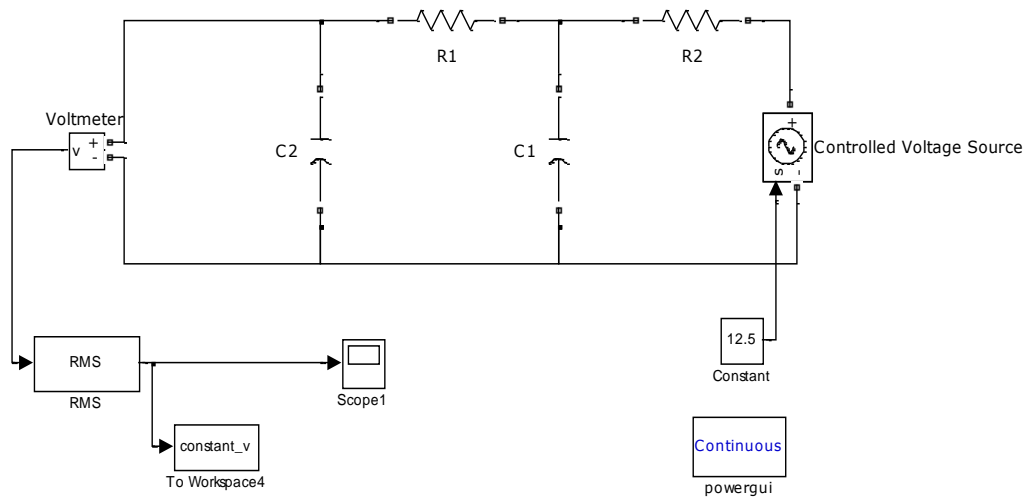 R1
R2
Voltmeter
+
v
-
C2
C1
+
s
-
Controlled Voltage Source
12.5
Constant
RMS
RMS
Scope1
constant_v
To Workspace4
Continuous
powergui